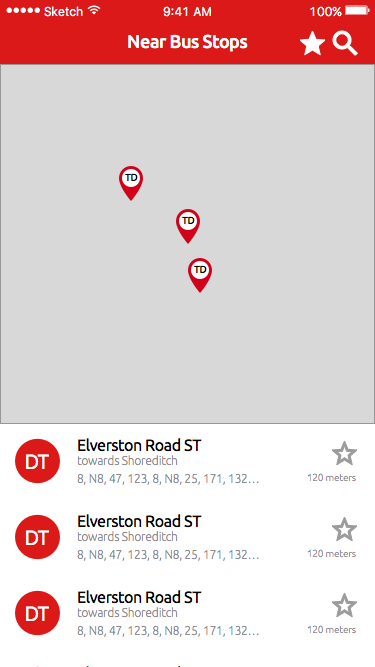 Sketch 9:41 AM 100%
Near Bus Stops
TD
TD
TD
DT
Elverston Road ST
towards Shoreditch
8, N8, 47, 123, 8, N8, 25, 171, 132...
120 meters
DT
Elverston Road ST
towards Shoreditch
8, N8, 47, 123, 8, N8, 25, 171, 132...
120 meters
DT
Elverston Road ST
towards Shoreditch
8, N8, 47, 123, 8, N8, 25, 171, 132...
120 meters